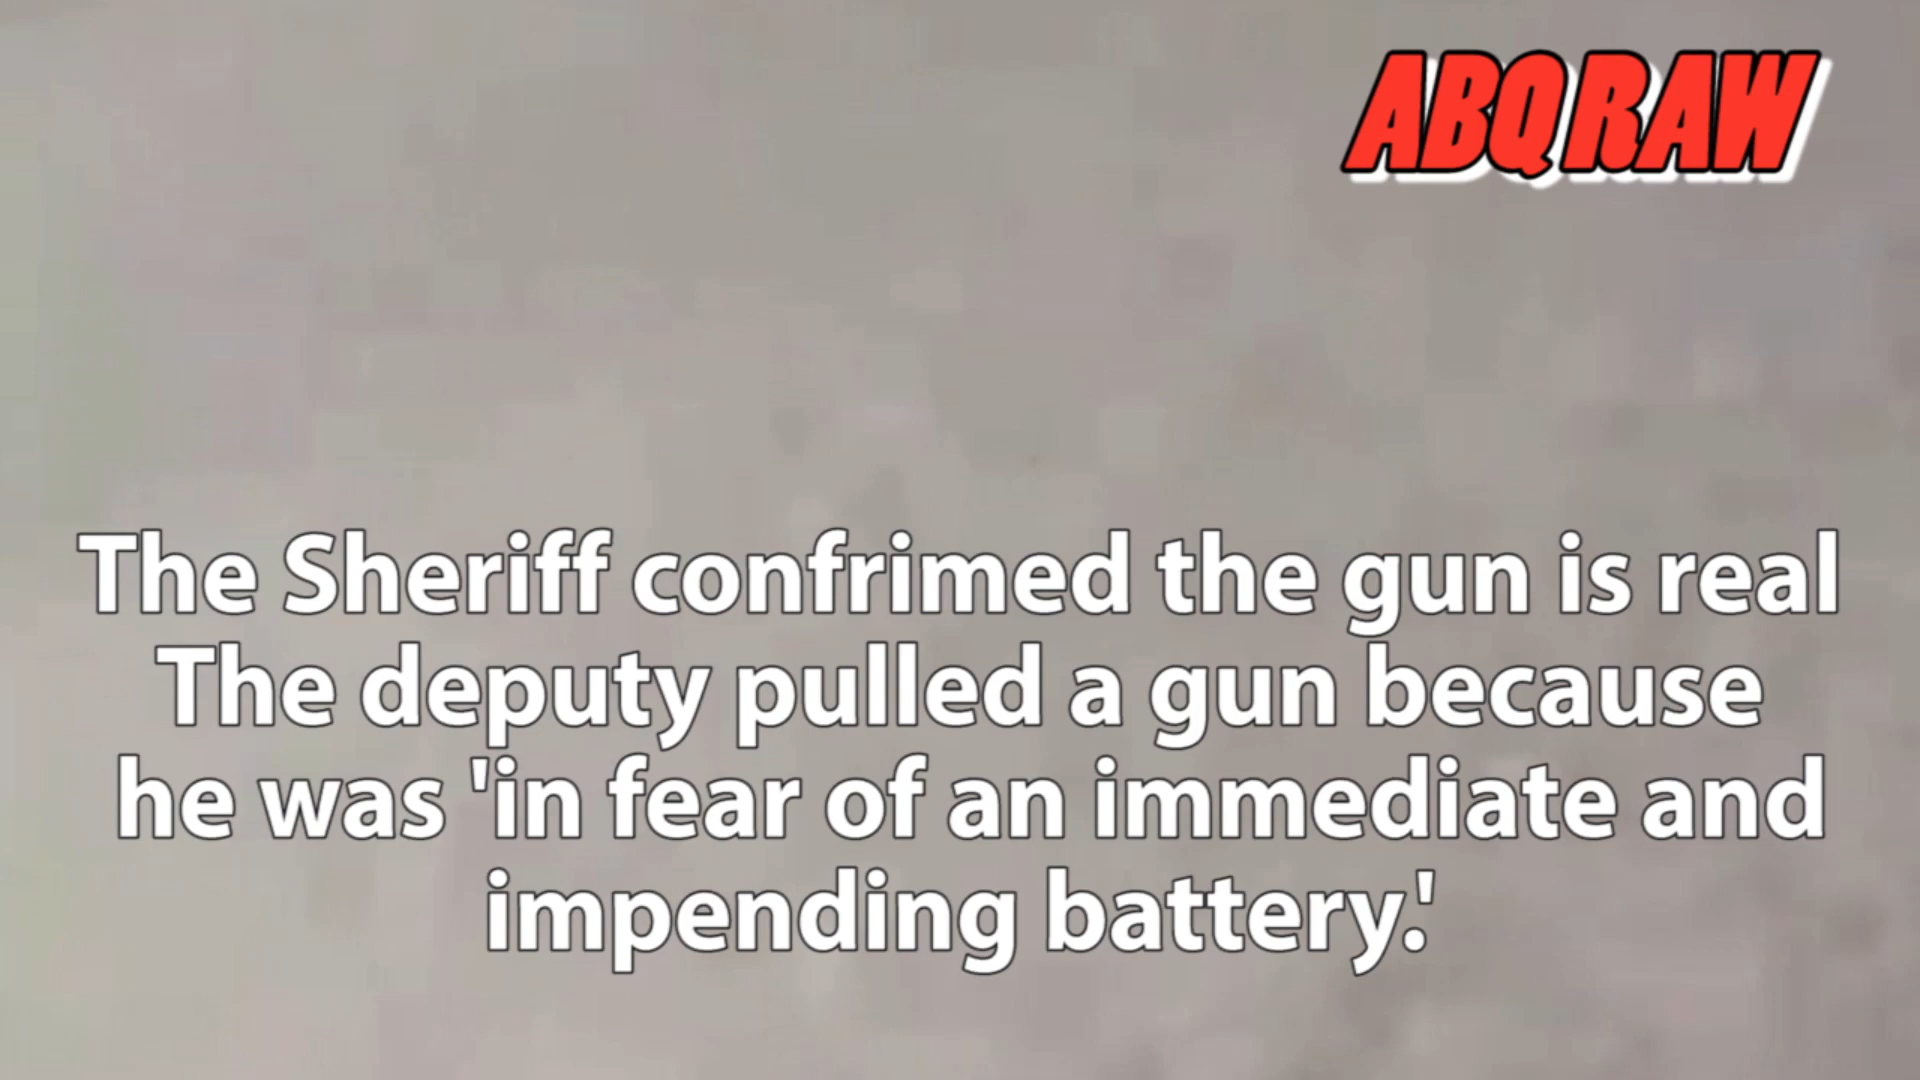 ABQ RAW
The Sheriff confrimed the gun is real
The deputy pulled a gun because
he was 'in fear of an immediate and
impending battery.'